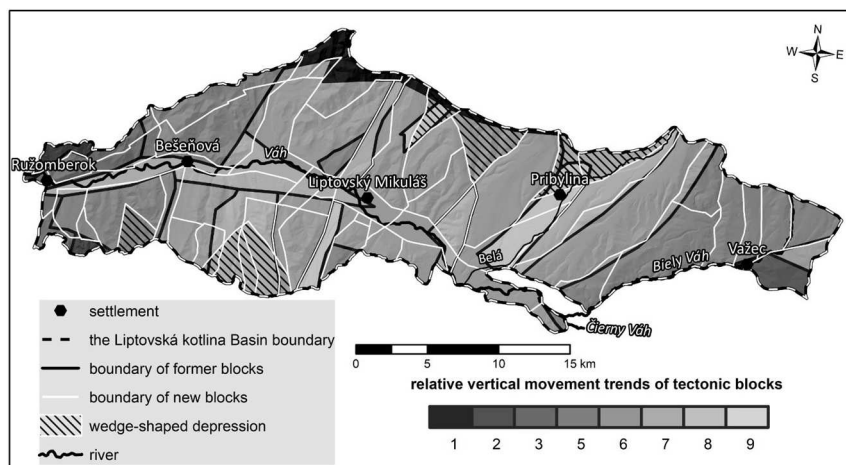 N
W E
S
Ružomberok
Bešeňová
Váh
Liptovský Mikuláš
Pribylina
Belá
Biely Váh
Važec
Čierny Váh
settlement
the Liptovská kotlina Basin boundary
boundary of former blocks
boundary of new blocks
wedge-shaped depression
river
0 5 10 15 km
relative vertical movement trends of tectonic blocks
1 2 3 5 6 7 8 9